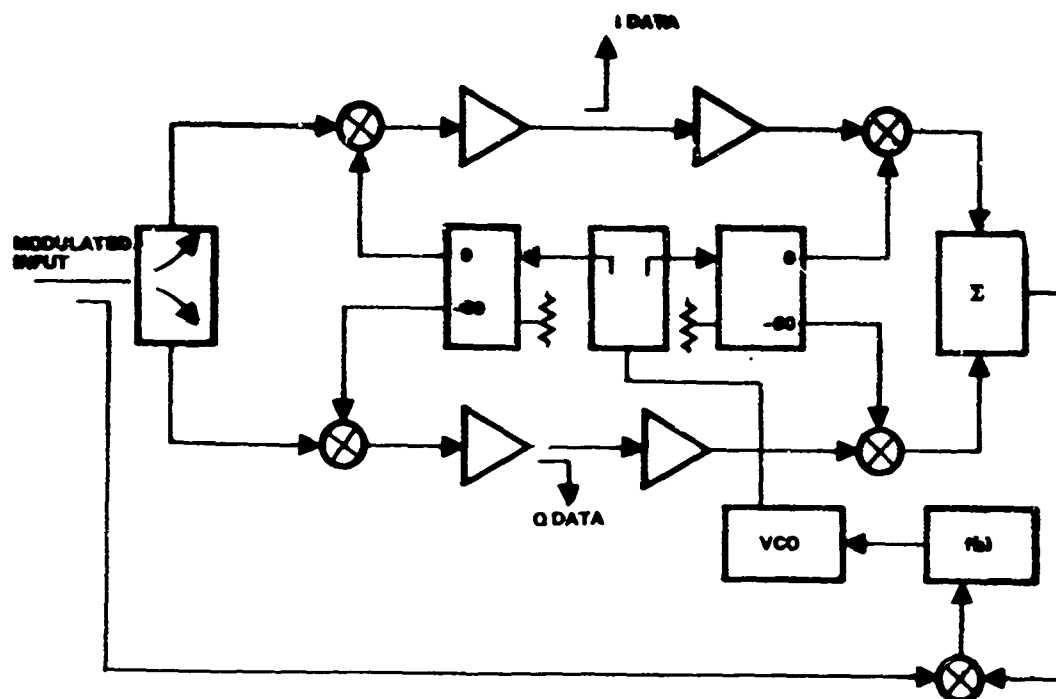 I DATA
MODULATED
INPUT
0
-90
0
-90
Σ
Q DATA
VCO
f(s)